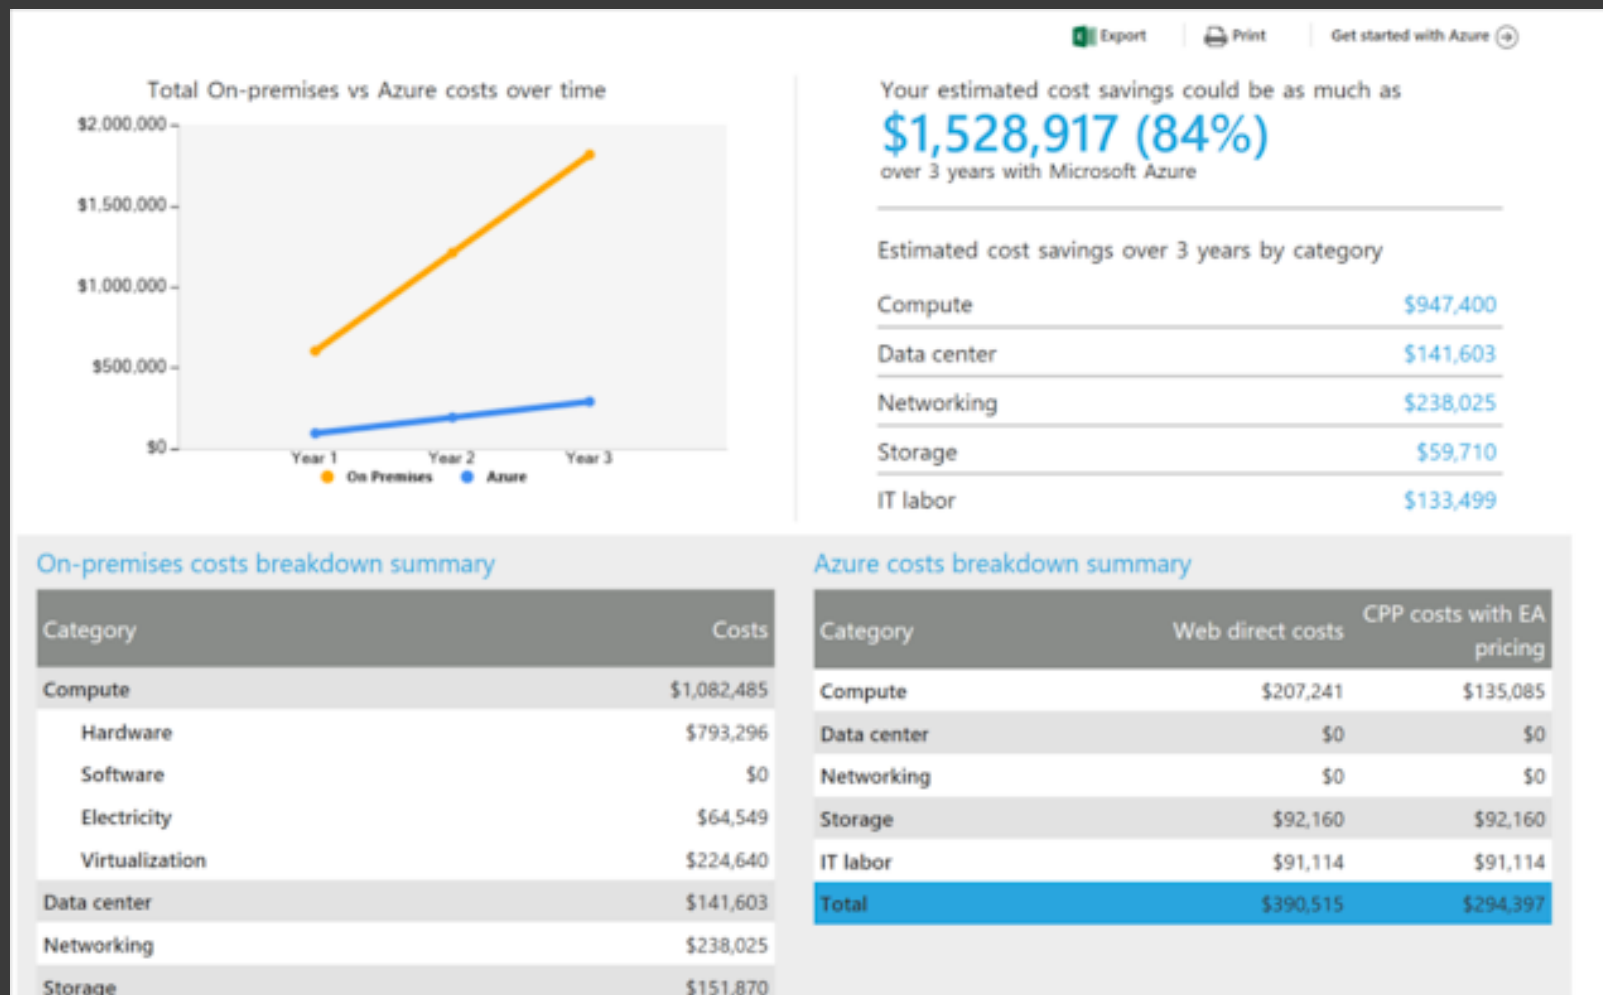 Export
Print
Get started with Azure
Total On-premises vs Azure costs over time
$2,000,000
$1,500,000
$1,000,000
$500,000
$0
Year 1
Year 2
Year 3
On Premises
Azure
Your estimated cost savings could be as much as
$1,528,917 (84%)
over 3 years with Microsoft Azure
Estimated cost savings over 3 years by category
Compute $947,400
Data center $141,603
Networking $238,025
Storage $59,710
IT labor $133,499
On-premises costs breakdown summary
Category Costs
Compute $1,082,485
Hardware $793,296
Software $0
Electricity $64,549
Virtualization $224,640
Data center $141,603
Networking $238,025
Storage $151,870
Azure costs breakdown summary
Category Web direct costs CPP costs with EA
pricing
Compute $207,241 $135,085
Data center $0 $0
Networking $0 $0
Storage $92,160 $92,160
IT labor $91,114 $91,114
Total $390,515 $294,397